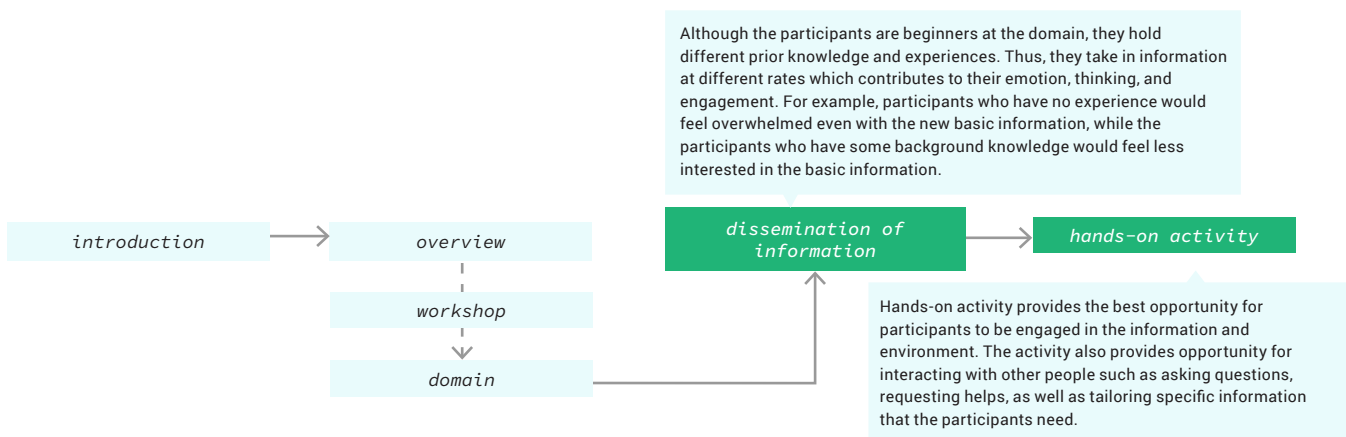 Although the participants are beginners at the domain, they hold
different prior knowledge and experiences. Thus, they take in information
at different rates which contributes to their emotion, thinking, and
engagement. For example, participants who have no experience would
feel overwhelmed even with the new basic information, while the
participants who have some background knowledge would feel less
interested in the basic information.
introduction
overview
workshop
domain
dissemination of
information
hands-on activity
Hands-on activity provides the best opportunity for
participants to be engaged in the information and
environment. The activity also provides opportunity for
interacting with other people such as asking questions,
requesting helps, as well as tailoring specific information
that the participants need.